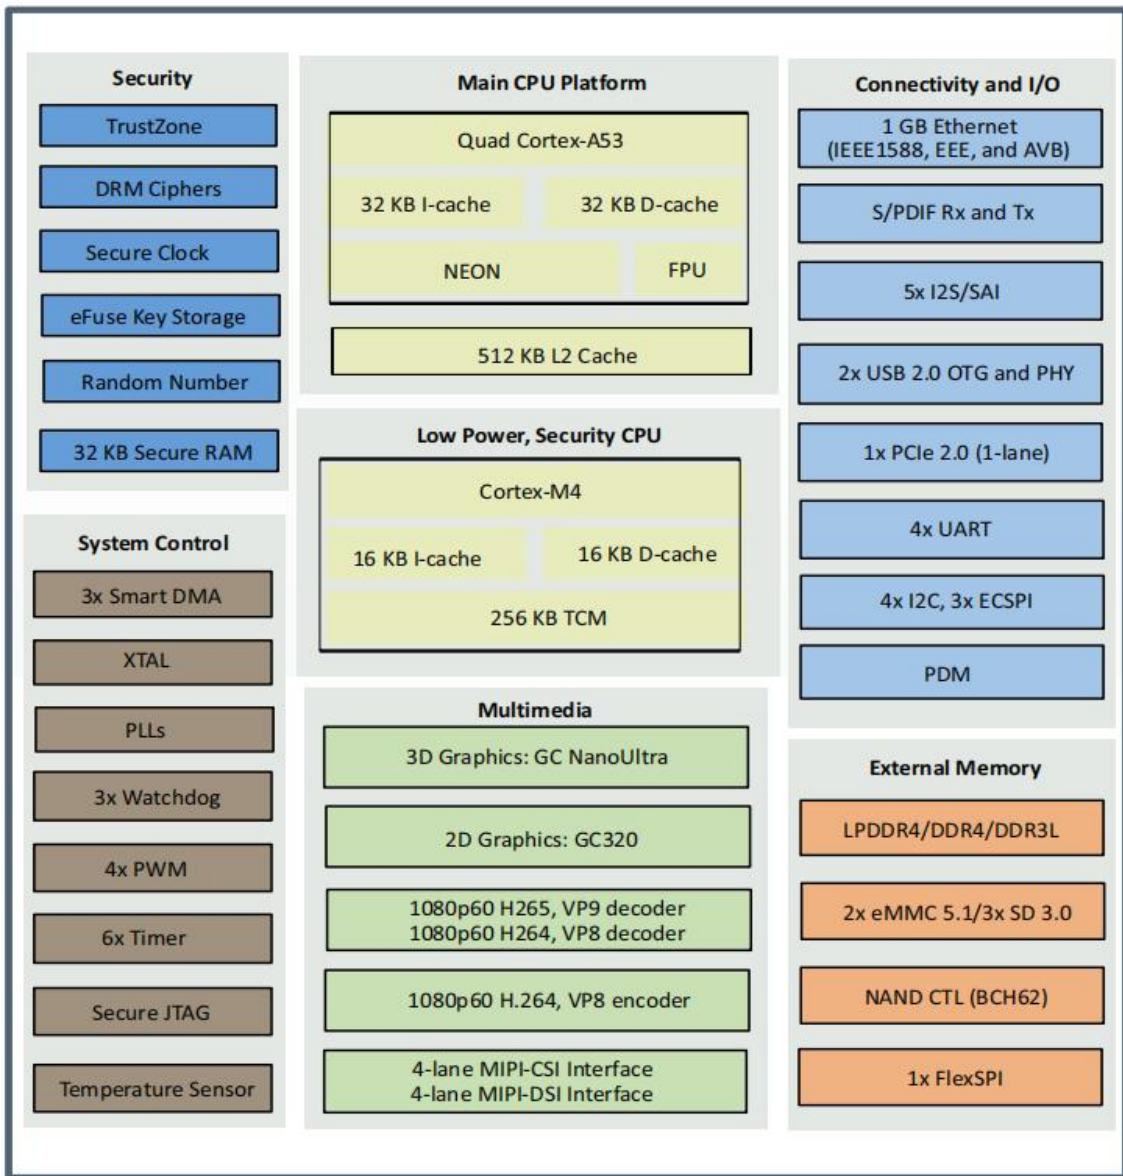 Security
TrustZone
DRM Ciphers
Secure Clock
eFuse Key Storage
Random Number
32 KB Secure RAM
System Control
3x Smart DMA
XTAL
PLLs
3x Watchdog
4x PWM
6x Timer
Secure JTAG
Temperature Sensor
Main CPU Platform
Quad Cortex-A53
32 KB I-cache
32 KB D-cache
NEON
FPU
512 KB L2 Cache
Low Power, Security CPU
Cortex-M4
16 KB I-cache
16 KB D-cache
256 KB TCM
Multimedia
3D Graphics: GC NanoUltra
2D Graphics: GC320
1080p60 H265, VP9 decoder
1080p60 H264, VP8 decoder
1080p60 H.264, VP8 encoder
4-lane MIPI-CSI Interface
4-lane MIPI-DSI Interface
Connectivity and I/O
1 GB Ethernet
(IEEE1588, EEE, and AVB)
S/PDIF Rx and Tx
5x I2S/SAI
2x USB 2.0 OTG and PHY
1x PCIe 2.0 (1-lane)
4x UART
4x I2C, 3x ECSPI
PDM
External Memory
LPDDR4/DDR4/DDR3L
2x eMMC 5.1/3x SD 3.0
NAND CTL (BCH62)
1x FlexSPI